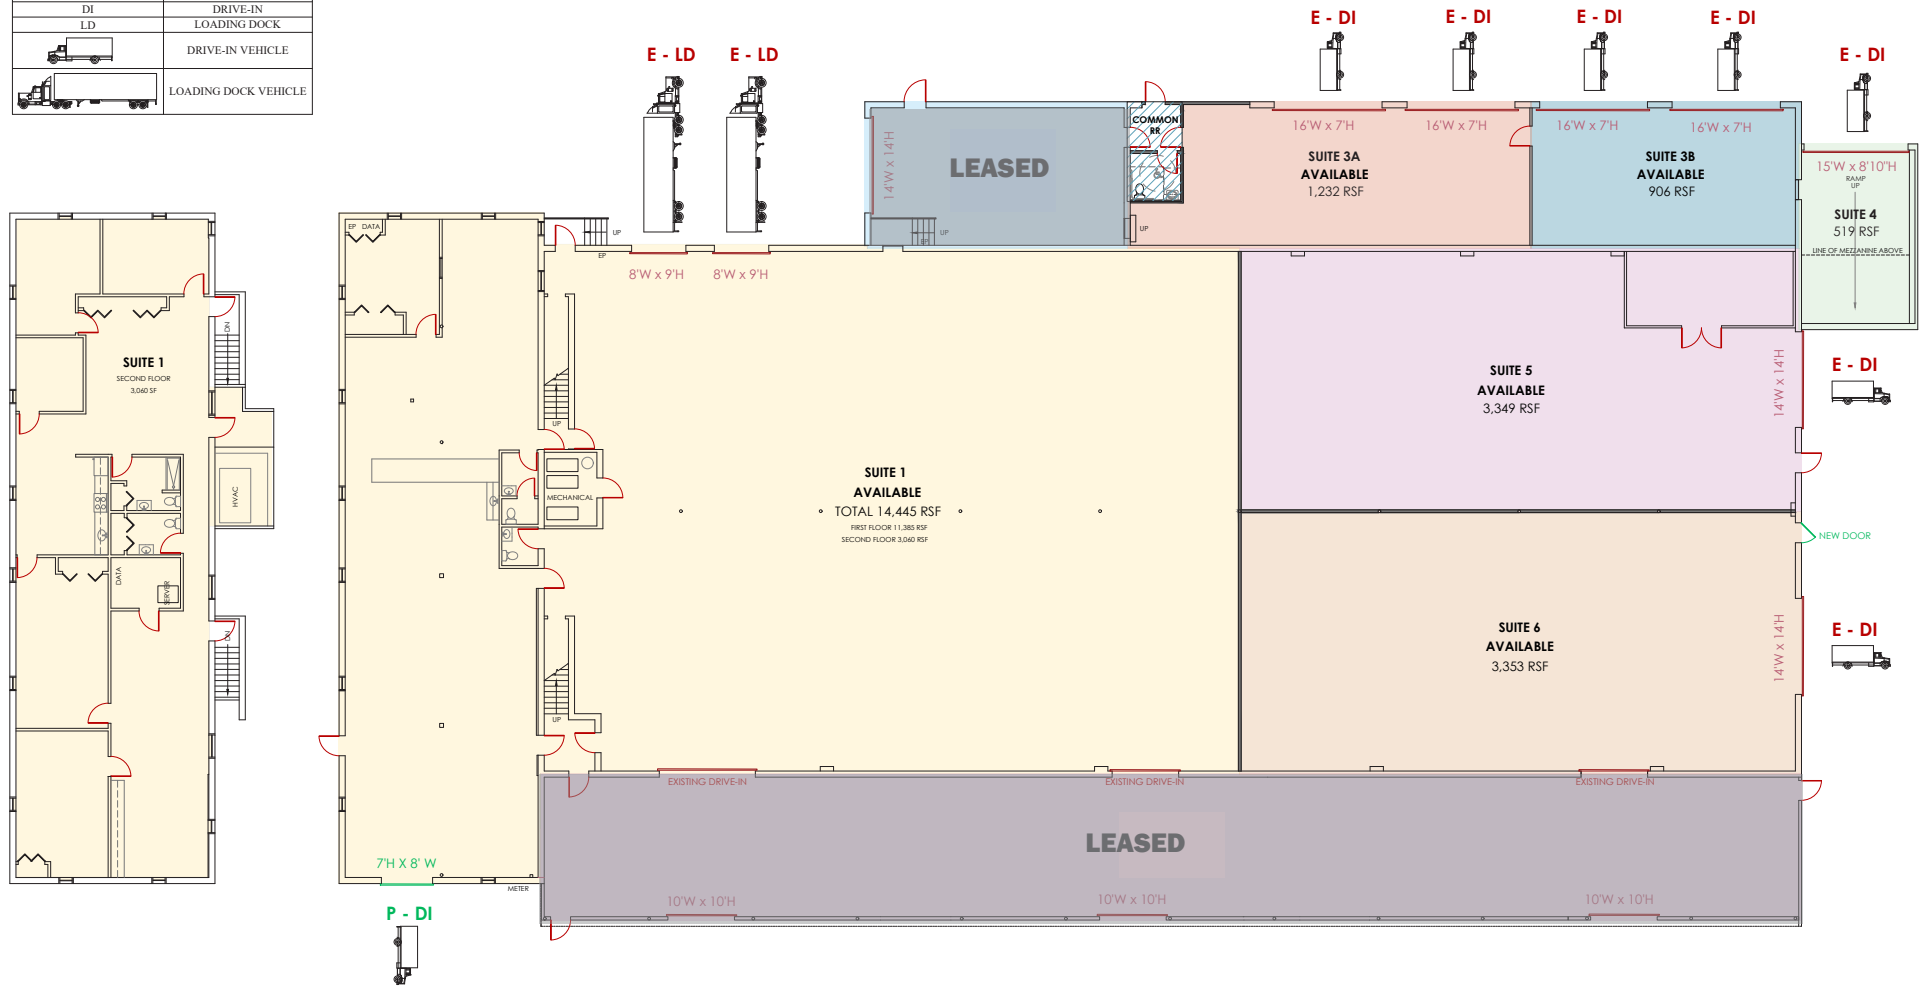 DI DRIVE-IN
LD LOADING DOCK
DRIVE-IN VEHICLE
LOADING DOCK VEHICLE
E - LD
E - LD
E - DI
E - DI
E - DI
E - DI
E - DI
14'W x 14'H
LEASED
UP
EP
COMMON
RR
16'W x 7'H
16'W x 7'H
16'W x 7'H
16'W x 7'H
SUITE 3A
AVAILABLE
1,232 RSF
UP
SUITE 3B
AVAILABLE
906 RSF
15'W x 8'10"H
RAMP
UP
SUITE 4
519 RSF
LINE OF MEZZANINE ABOVE
SUITE 1
SECOND FLOOR
3,060 SF
DN
HVAC
DATA
SERVER
DN
EP DATA
UP
EP
8'W x 9'H
8'W x 9'H
UP
MECHANICAL
SUITE 1
AVAILABLE
TOTAL 14,445 RSF
FIRST FLOOR 11,385 RSF
SECOND FLOOR 3,060 RSF
UP
SUITE 5
AVAILABLE
3,349 RSF
14'W x 14'H
E - DI
NEW DOOR
SUITE 6
AVAILABLE
3,353 RSF
14'W x 14'H
E - DI
EXISTING DRIVE-IN
EXISTING DRIVE-IN
EXISTING DRIVE-IN
LEASED
10'W x 10'H
10'W x 10'H
10'W x 10'H
7'H X 8' W
METER
P - DI